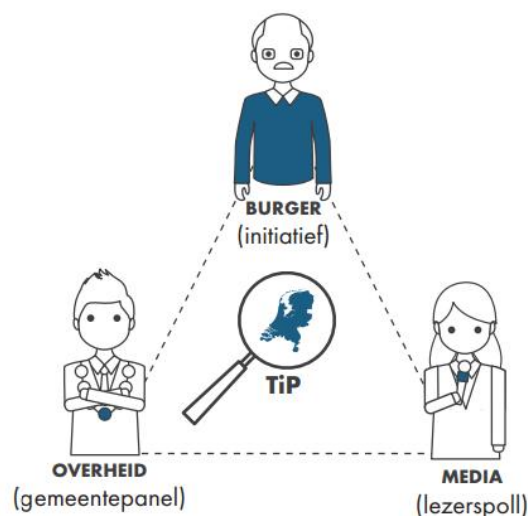 BURGER
(initiatief)
TiP
OVERHEID
(gemeentepanel)
MEDIA
(lezerspoll)